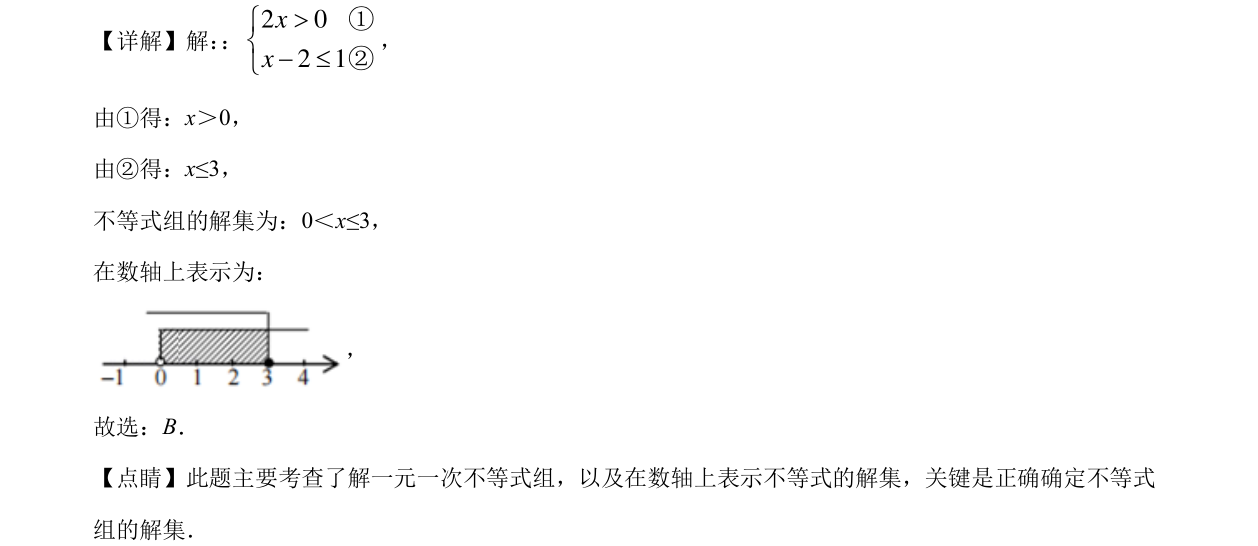 【详解】解：: { 2x＞0 ①
x－2≤1② ，
由①得：x＞0，
由②得：x≤3，
不等式组的解集为：0＜x≤3，
在数轴上表示为：
-1 0 1 2 3 4 ，
故选：B．
【点睛】此题主要考查了解一元一次不等式组，以及在数轴上表示不等式的解集，关键是正确确定不等式
组的解集．